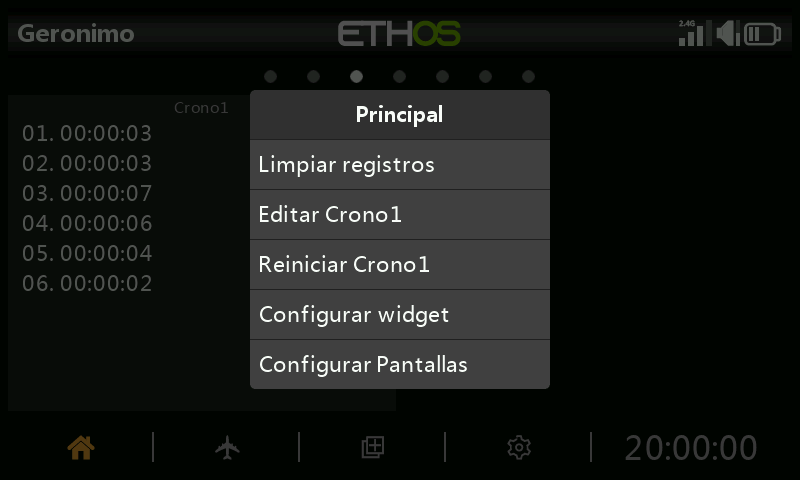 Geronimo
ETHOS
2.4G
Crono1
01. 00:00:03
02. 00:00:03
03. 00:00:07
04. 00:00:06
05. 00:00:04
06. 00:00:02
Principal
Limpiar registros
Editar Crono1
Reiniciar Crono1
Configurar widget
Configurar Pantallas
20:00:00